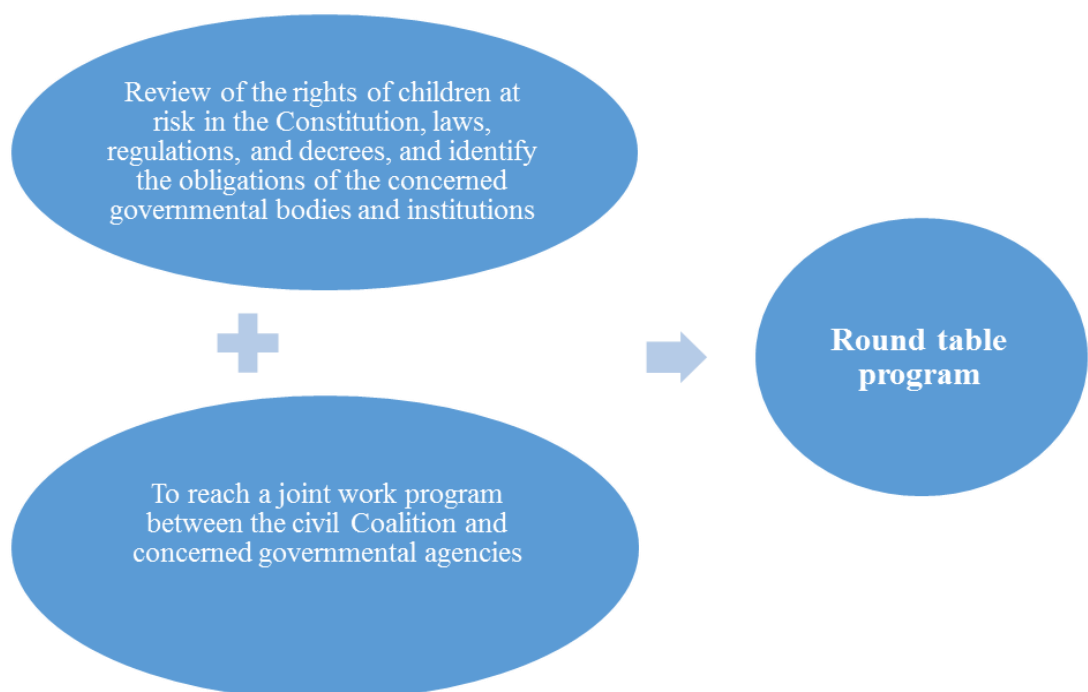 Review of the rights of children at
risk in the Constitution, laws,
regulations, and decrees, and identify
the obligations of the concerned
governmental bodies and institutions
To reach a joint work program
between the civil Coalition and
concerned governmental agencies
Round table
program